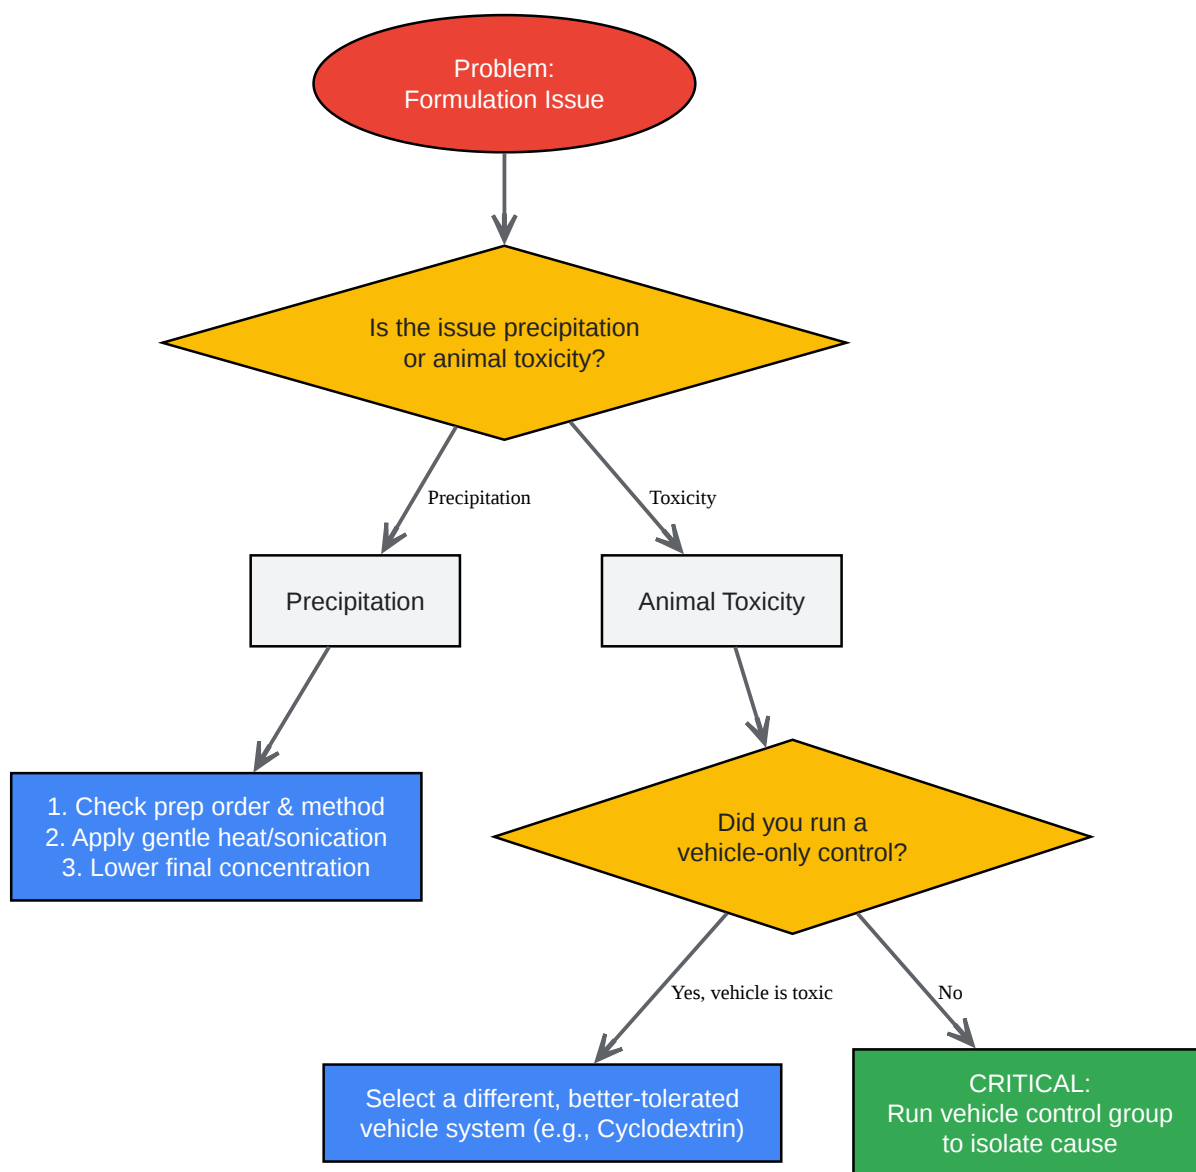 Problem:
Formulation Issue
Is the issue precipitation
or animal toxicity?
Precipitation
Toxicity
Precipitation
Animal Toxicity
1. Check prep order & method
2. Apply gentle heat/sonication
3. Lower final concentration
Did you run a
vehicle-only control?
Yes, vehicle is toxic
No
Select a different, better-tolerated
vehicle system (e.g., Cyclodextrin)
CRITICAL:
Run vehicle control group
to isolate cause